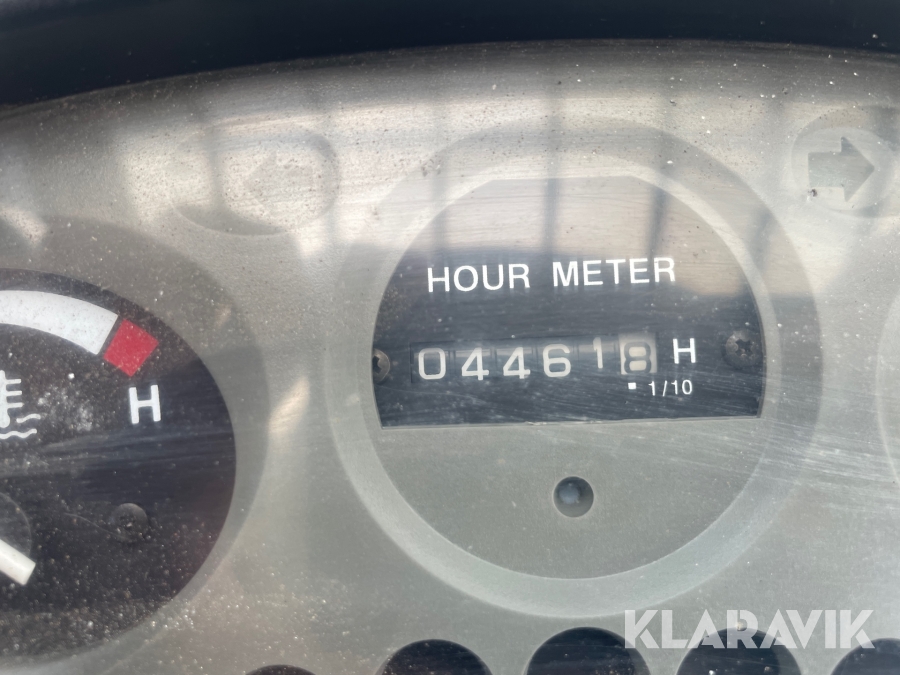 HOUR METER
044618 H
1/10
H
KLARAVIK